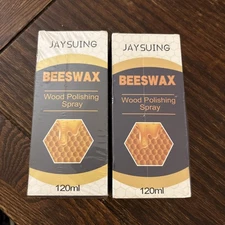 JAYSUING
BEESWAX
Wood Polishing
Spray
120ml
JAYSUING
BEESWAX
Wood Polishing
Spray
120ml